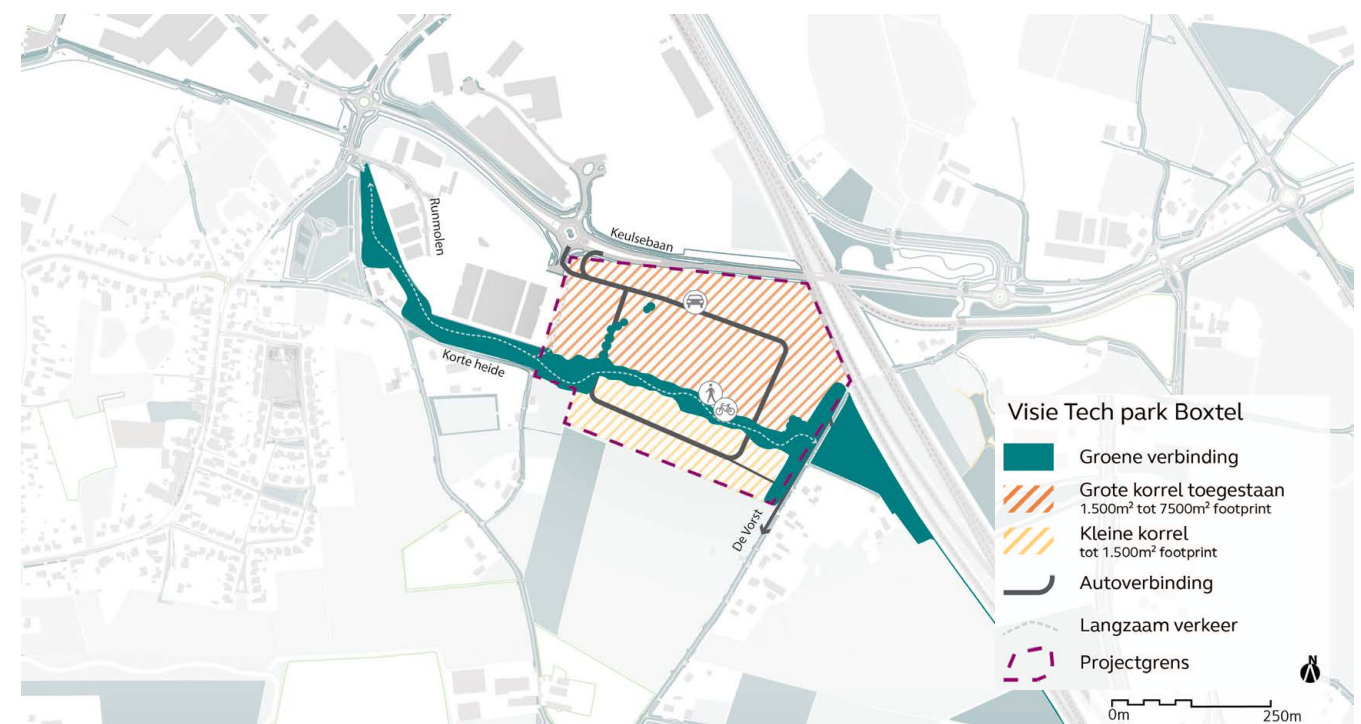 Runmolen
Keulsebaan
Korte heide
De Vorst
Visie Tech park Boxtel
Groene verbinding
Grote korrel toegestaan
1.500m² tot 7500m² footprint
Kleine korrel
tot 1.500m² footprint
Autoverbinding
Langzaam verkeer
Projectgrens
N
0m
250m